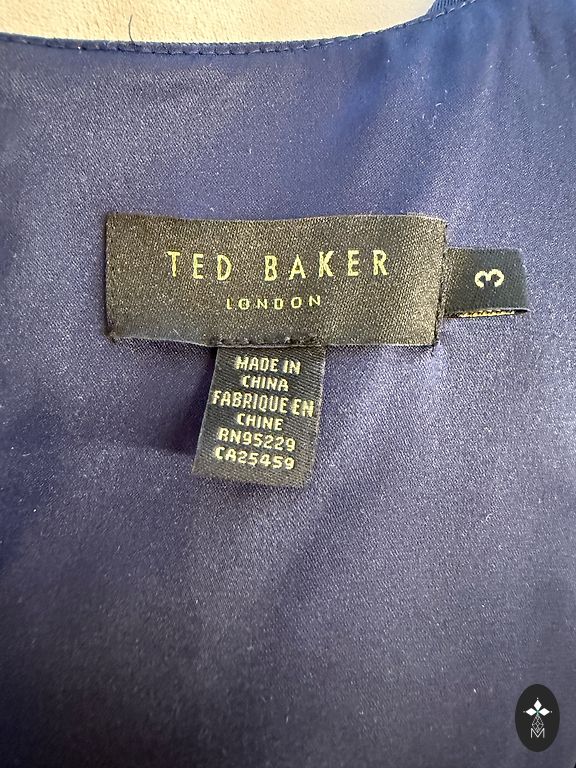 TED BAKER
LONDON
3
MADE IN
CHINA
FABRIQUE EN
CHINE
RN95229
CA25459
M